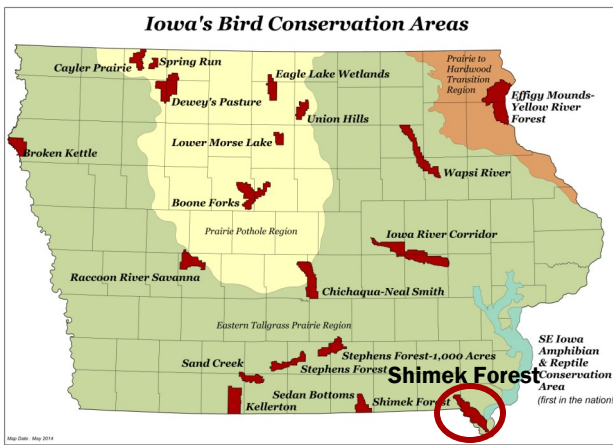 Iowa's Bird Conservation Areas
Cayler Prairie
Spring Run
Dewey's Pasture
Eagle Lake Wetlands
Union Hills
Prairie to
Hardwood
Transition
Region
Effigy Mounds-
Yellow River
Forest
Broken Kettle
Lower Morse Lake
Wapsi River
Boone Forks
Prairie Pothole Region
Iowa River Corridor
Raccoon River Savanna
Chichaqua-Neal Smith
Eastern Tallgrass Prairie Region
Sand Creek
Stephens Forest-1,000 Acres
Stephens Forest
SE Iowa
Amphibian
& Reptile
Conservation
Area
(first in the nation!
Shimek Forest
Kellerton
Sedan Bottoms
Shimek Forest
Map Date: May 2014